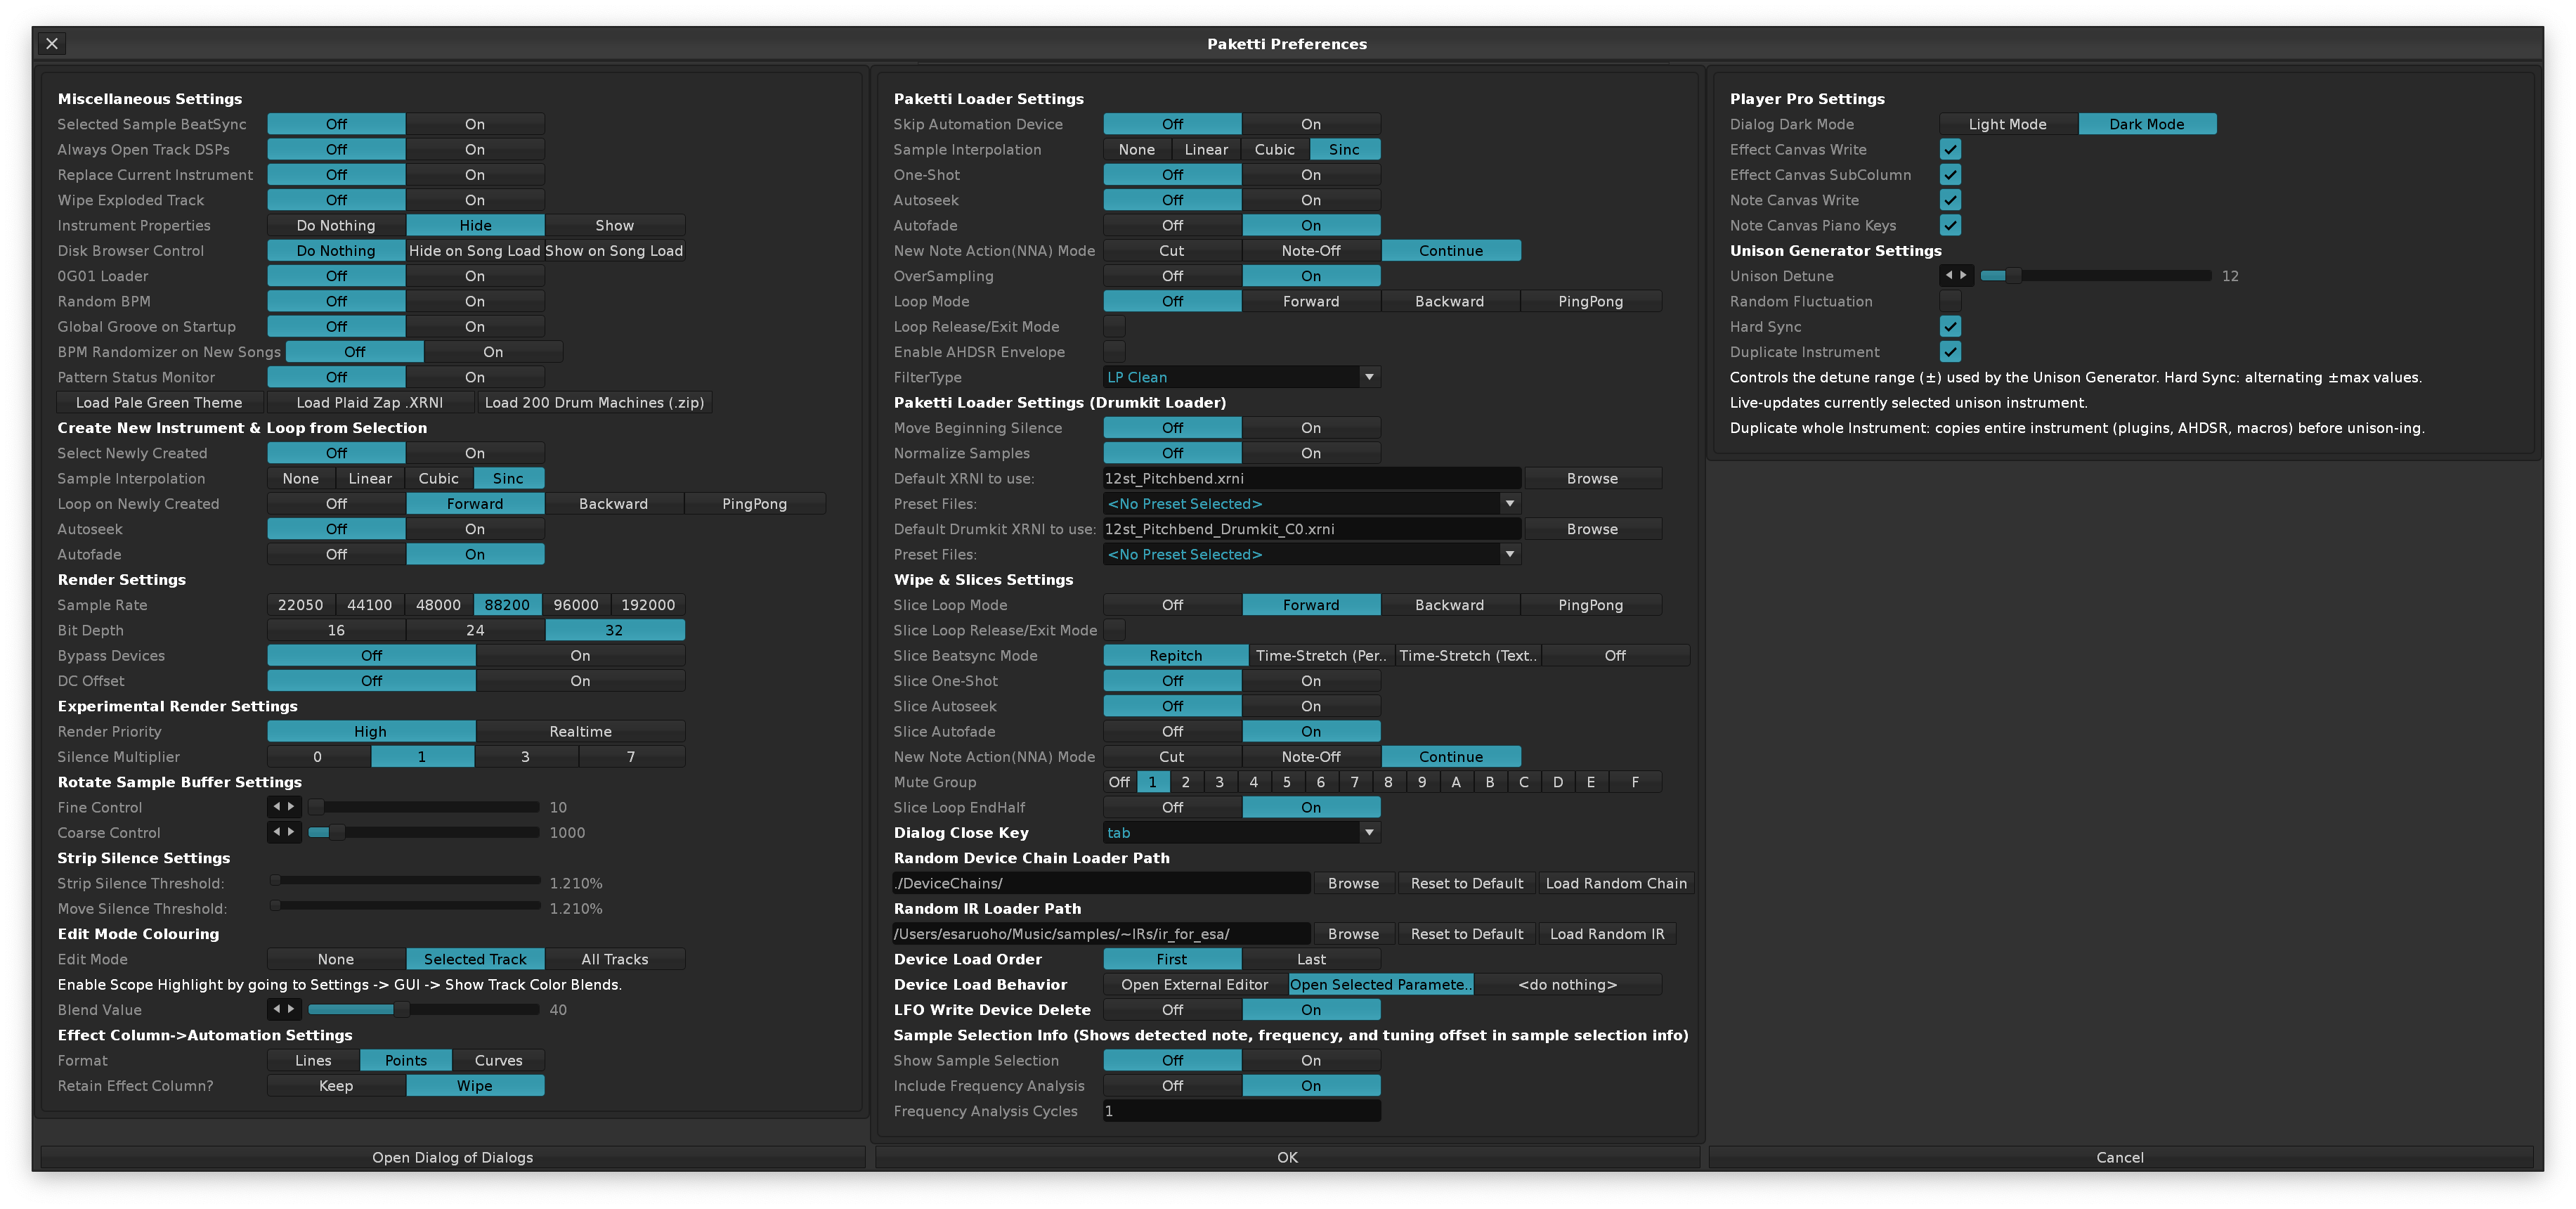 Paketti Preferences
Miscellaneous Settings
Selected Sample BeatSync Off On
Always Open Track DSPs Off On
Replace Current Instrument Off On
Wipe Exploded Track Off On
Instrument Properties Do Nothing Hide Show
Disk Browser Control Do Nothing Hide on Song Load Show on Song Load
0G01 Loader Off On
Random BPM Off On
Global Groove on Startup Off On
BPM Randomizer on New Songs Off On
Pattern Status Monitor Off On
Load Pale Green Theme Load Plaid Zap .XRNI Load 200 Drum Machines (.zip)
Create New Instrument & Loop from Selection
Select Newly Created Off On
Sample Interpolation None Linear Cubic Sinc
Loop on Newly Created Off Forward Backward PingPong
Autoseek Off On
Autofade Off On
Render Settings
Sample Rate 22050 44100 48000 88200 96000 192000
Bit Depth 16 24 32
Bypass Devices Off On
DC Offset Off On
Experimental Render Settings
Render Priority High Realtime
Silence Multiplier 0 1 3 7
Rotate Sample Buffer Settings
Fine Control 10
Coarse Control 1000
Strip Silence Settings
Strip Silence Threshold: 1.210%
Move Silence Threshold: 1.210%
Edit Mode Colouring
Edit Mode None Selected Track All Tracks
Enable Scope Highlight by going to Settings -> GUI -> Show Track Color Blends.
Blend Value 40
Effect Column->Automation Settings
Format Lines Points Curves
Retain Effect Column? Keep Wipe
Paketti Loader Settings
Skip Automation Device Off On
Sample Interpolation None Linear Cubic Sinc
One-Shot Off On
Autoseek Off On
Autofade Off On
New Note Action(NNA) Mode Cut Note-Off Continue
OverSampling Off On
Loop Mode Off Forward Backward PingPong
Loop Release/Exit Mode
Enable AHDSR Envelope
FilterType LP Clean
Paketti Loader Settings (Drumkit Loader)
Move Beginning Silence Off On
Normalize Samples Off On
Default XRNI to use: 12st_Pitchbend.xrni Browse
Preset Files: <No Preset Selected>
Default Drumkit XRNI to use: 12st_Pitchbend_Drumkit_C0.xrni Browse
Preset Files: <No Preset Selected>
Wipe & Slices Settings
Slice Loop Mode Off Forward Backward PingPong
Slice Loop Release/Exit Mode
Slice Beatsync Mode Repitch Time-Stretch (Per.. Time-Stretch (Text.. Off
Slice One-Shot Off On
Slice Autoseek Off On
Slice Autofade Off On
New Note Action(NNA) Mode Cut Note-Off Continue
Mute Group Off 1 2 3 4 5 6 7 8 9 A B C D E F
Slice Loop EndHalf Off On
Dialog Close Key tab
Random Device Chain Loader Path
./DeviceChains/ Browse Reset to Default Load Random Chain
Random IR Loader Path
/Users/esaruoho/Music/samples/~IRs/ir_for_esa/ Browse Reset to Default Load Random IR
Device Load Order First Last
Device Load Behavior Open External Editor Open Selected Paramete.. <do nothing>
LFO Write Device Delete Off On
Sample Selection Info (Shows detected note, frequency, and tuning offset in sample selection info)
Show Sample Selection Off On
Include Frequency Analysis Off On
Frequency Analysis Cycles 1
Player Pro Settings
Dialog Dark Mode Light Mode Dark Mode
Effect Canvas Write
Effect Canvas SubColumn
Note Canvas Write
Note Canvas Piano Keys
Unison Generator Settings
Unison Detune 12
Random Fluctuation
Hard Sync
Duplicate Instrument
Controls the detune range (±) used by the Unison Generator. Hard Sync: alternating ±max values.
Live-updates currently selected unison instrument.
Duplicate whole Instrument: copies entire instrument (plugins, AHDSR, macros) before unison-ing.
Open Dialog of Dialogs OK Cancel